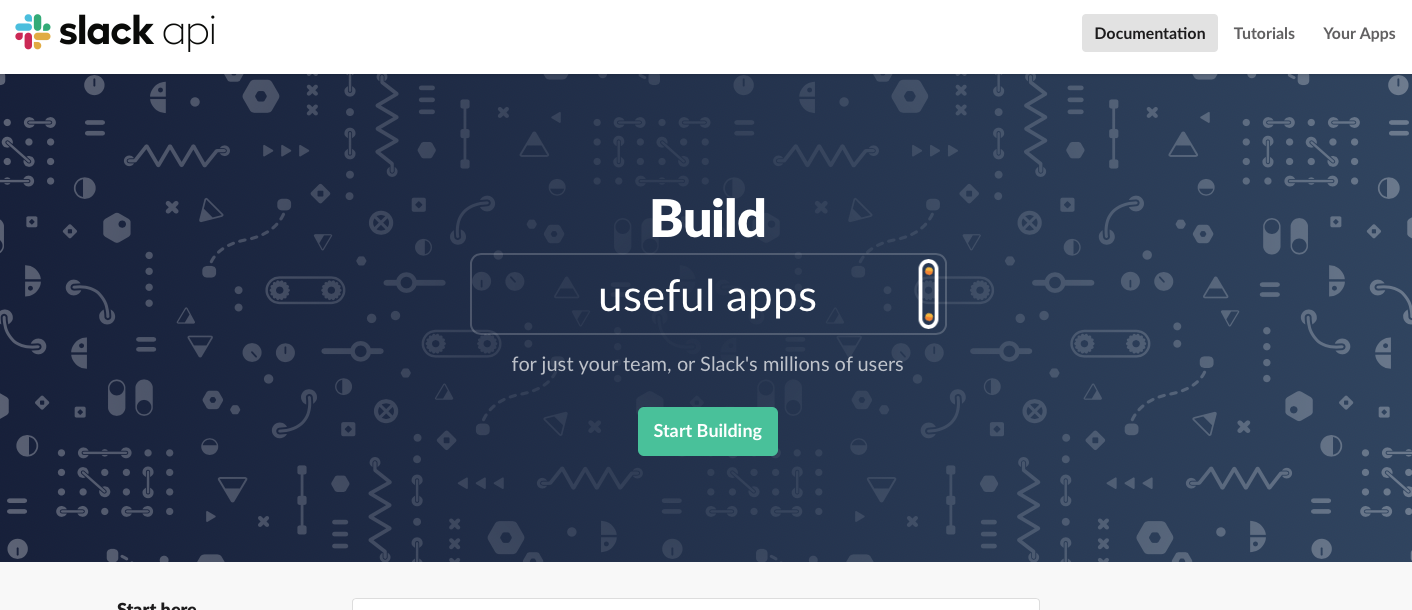 slack api
Documentation Tutorials Your Apps
Build
useful apps
for just your team, or Slack's millions of users
Start Building
Start here